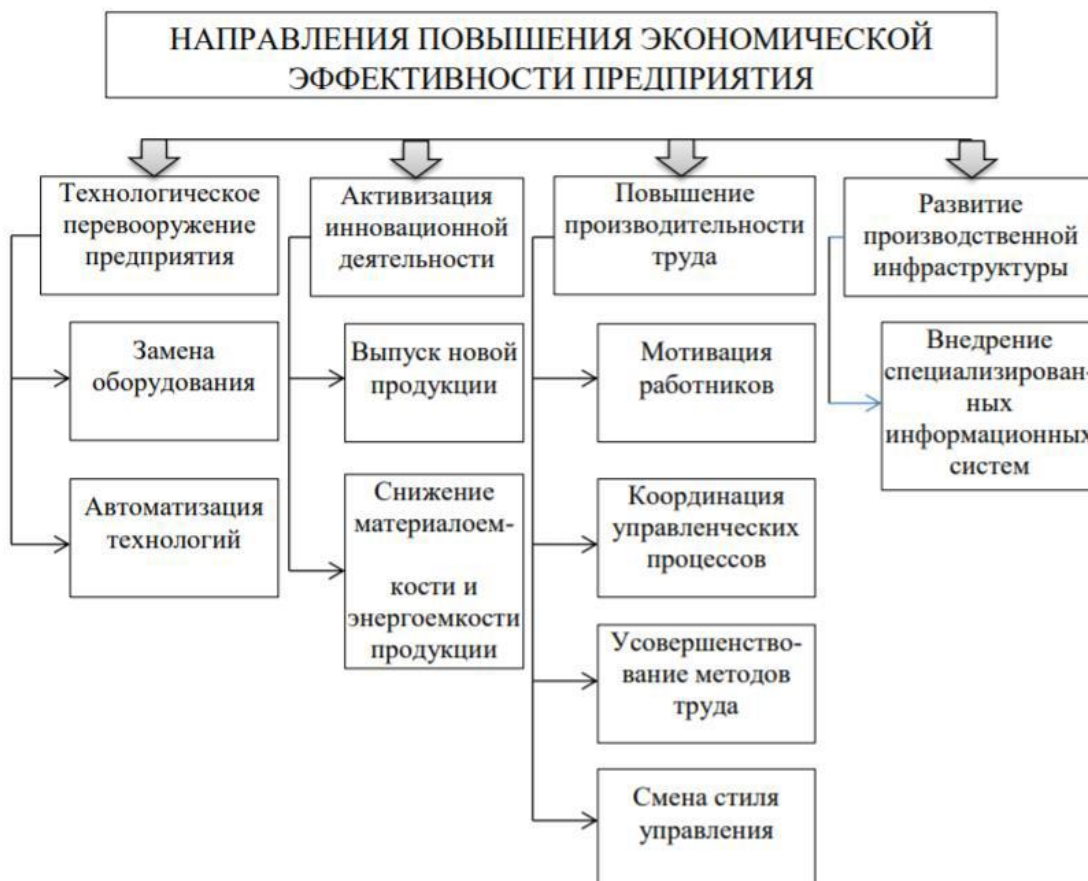 НАПРАВЛЕНИЯ ПОВЫШЕНИЯ ЭКОНОМИЧЕСКОЙ
ЭФФЕКТИВНОСТИ ПРЕДПРИЯТИЯ
Технологическое
перевооружение
предприятия
Замена
оборудования
Автоматизация
технологий
Активизация
инновационной
деятельности
Выпуск новой
продукции
Снижение
материалоем-
кости и
энергоемкости
продукции
Повышение
производительности
труда
Мотивация
работников
Координация
управленческих
процессов
Усовершенство-
вание методов
труда
Смена стиля
управления
Развитие
производственной
инфраструктуры
Внедрение
специализирован-
ных
информационных
систем